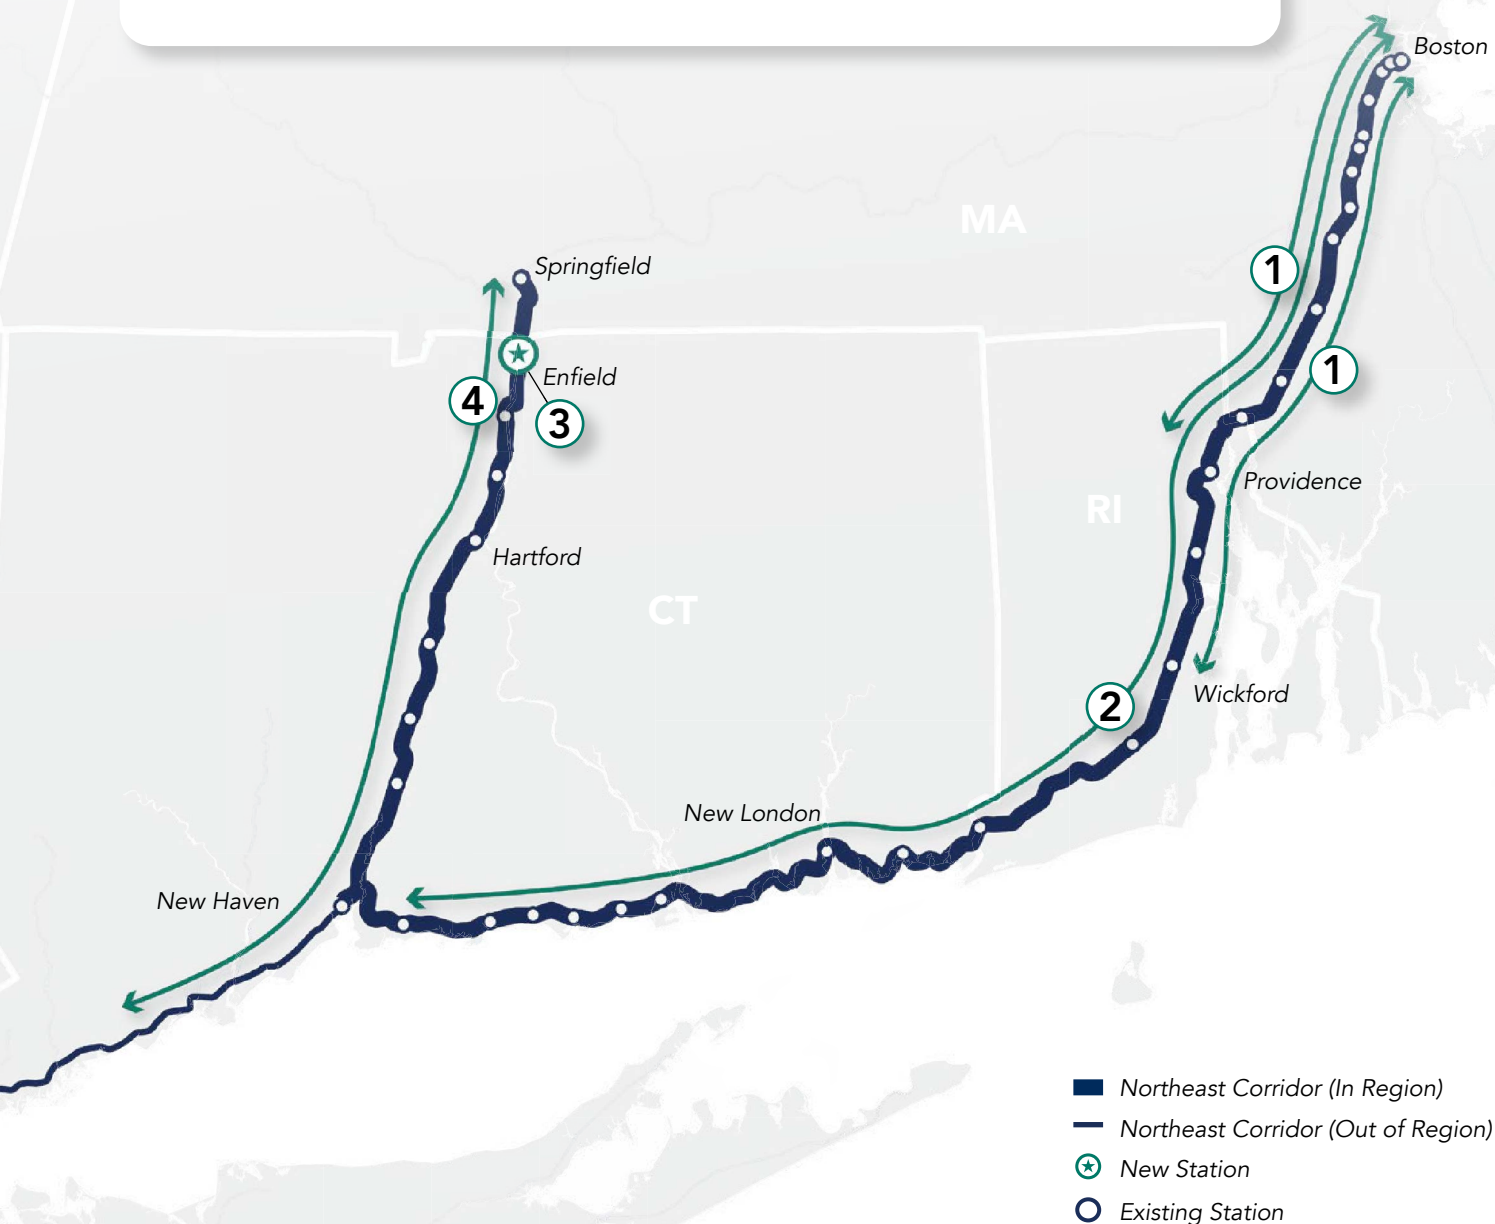 Boston
MA
Springfield
1
Enfield
1
4
3
Providence
RI
Hartford
CT
Wickford
2
New London
New Haven
Northeast Corridor (In Region)
Northeast Corridor (Out of Region)
New Station
Existing Station